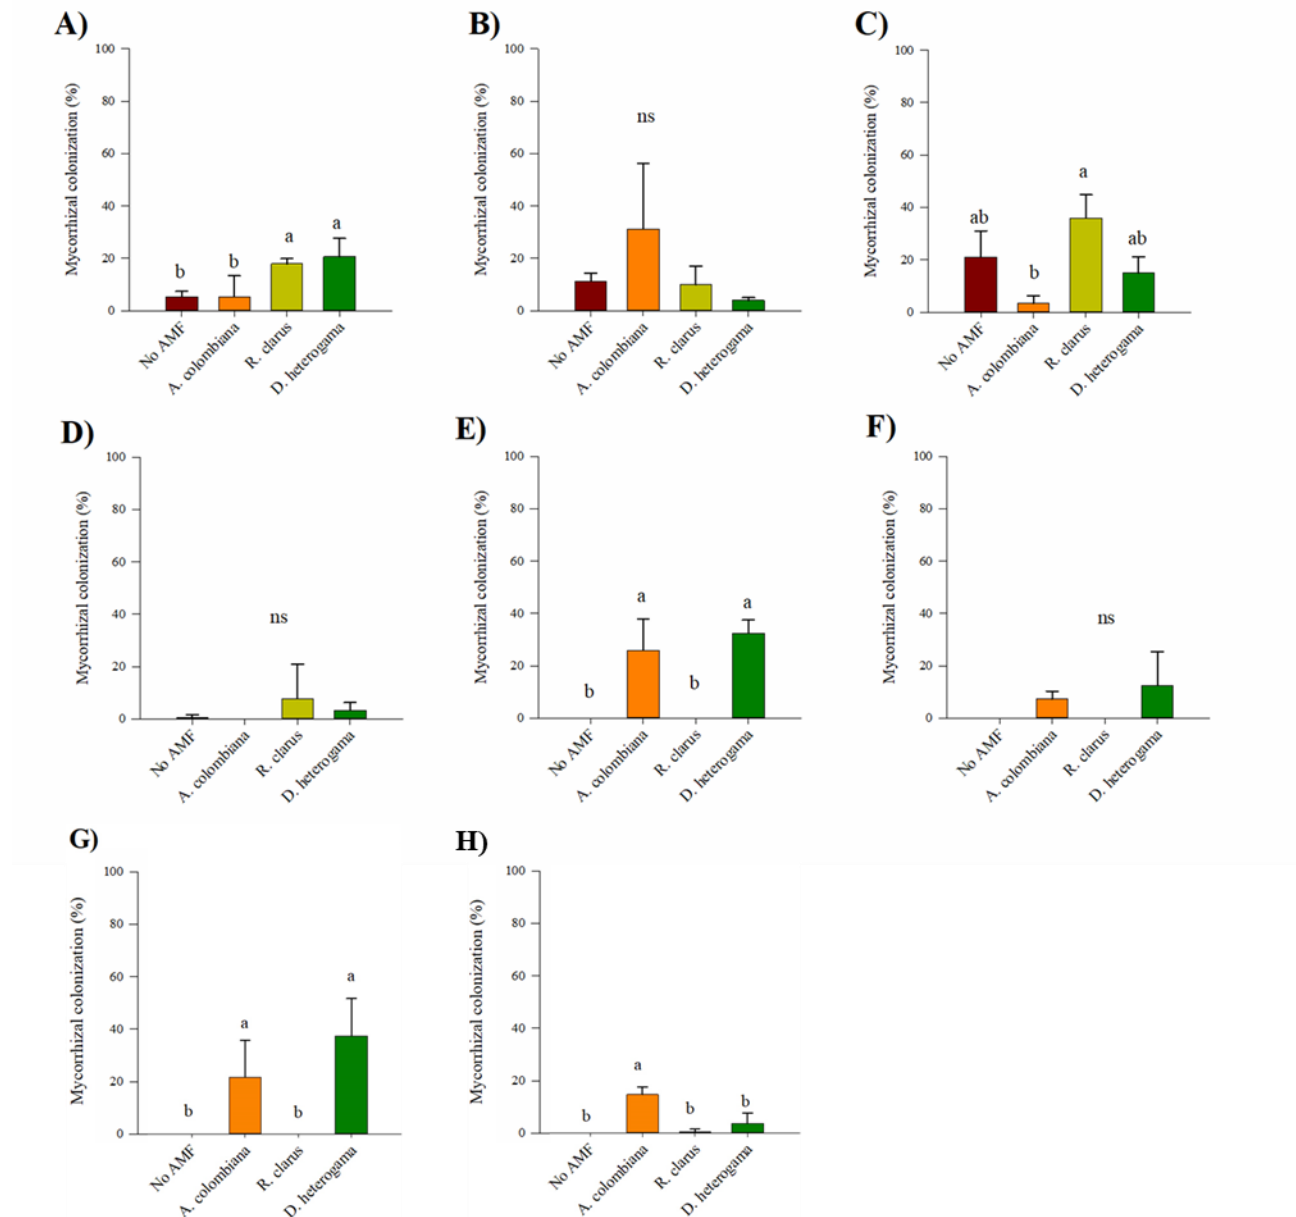 A)
Mycorrhizal colonization (%)
100
80
60
40
20
0
b
b
a
a
No AMF
A. colombiana
R. clarus
D. heterogama
B)
Mycorrhizal colonization (%)
100
80
60
40
20
0
ns
No AMF
A. colombiana
R. clarus
D. heterogama
C)
Mycorrhizal colonization (%)
100
80
60
40
20
0
ab
b
a
ab
No AMF
A. colombiana
R. clarus
D. heterogama
D)
Mycorrhizal colonization (%)
100
80
60
40
20
0
ns
No AMF
A. colombiana
R. clarus
D. heterogama
E)
Mycorrhizal colonization (%)
100
80
60
40
20
0
b
a
b
a
No AMF
A. colombiana
R. clarus
D. heterogama
F)
Mycorrhizal colonization (%)
100
80
60
40
20
0
ns
No AMF
A. colombiana
R. clarus
D. heterogama
G)
Mycorrhizal colonization (%)
100
80
60
40
20
0
b
a
b
a
No AMF
A. colombiana
R. clarus
D. heterogama
H)
Mycorrhizal colonization (%)
100
80
60
40
20
0
b
a
b
b
No AMF
A. colombiana
R. clarus
D. heterogama